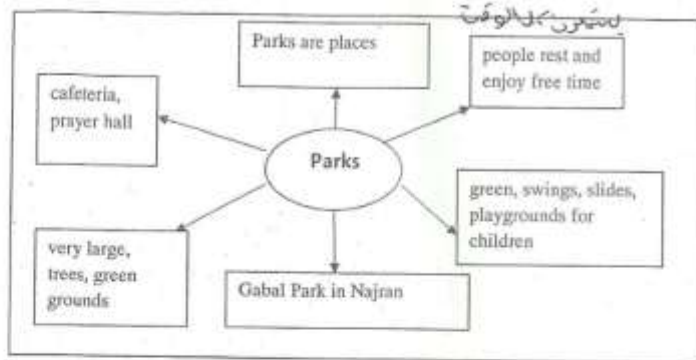 Parks are places
people rest and
enjoy free time
cafeteria,
prayer hall
Parks
green, swings, slides,
playgrounds for
children
very large,
trees, green
grounds
Gabal Park in Najran